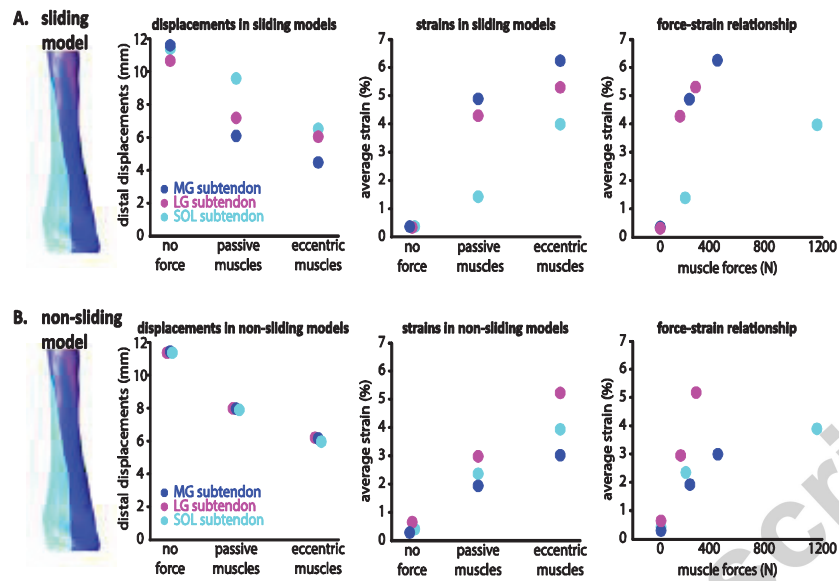 A. sliding
model
displacements in sliding models
distal displacements (mm)
12
10
8
6
4
2
0
MG subtendon
LG subtendon
SOL subtendon
no
force
passive
muscles
eccentric
muscles
strains in sliding models
average strain (%)
7
6
5
4
3
2
1
0
no
force
passive
muscles
eccentric
muscles
force-strain relationship
average strain (%)
7
6
5
4
3
2
1
0
0 400 800 1200
muscle forces (N)
B. non-sliding
model
displacements in non-sliding models
distal displacements (mm)
12
10
8
6
4
2
0
MG subtendon
LG subtendon
SOL subtendon
no
force
passive
muscles
eccentric
muscles
strains in non-sliding models
average strain (%)
7
6
5
4
3
2
1
0
no
force
passive
muscles
eccentric
muscles
force-strain relationship
average strain (%)
7
6
5
4
3
2
1
0
0 400 800 1200
muscle forces (N)
scri